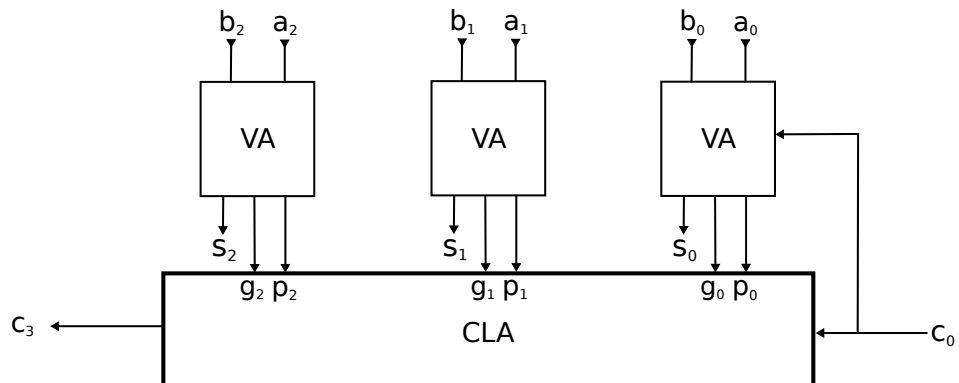 b₂ a₂ b₁ a₁ b₀ a₀
VA VA VA
s₂ s₁ s₀
g₂ p₂ g₁ p₁ g₀ p₀
c₃ CLA c₀